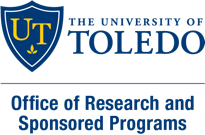 UT
THE UNIVERSITY OF
TOLEDO
Office of Research and
Sponsored Programs